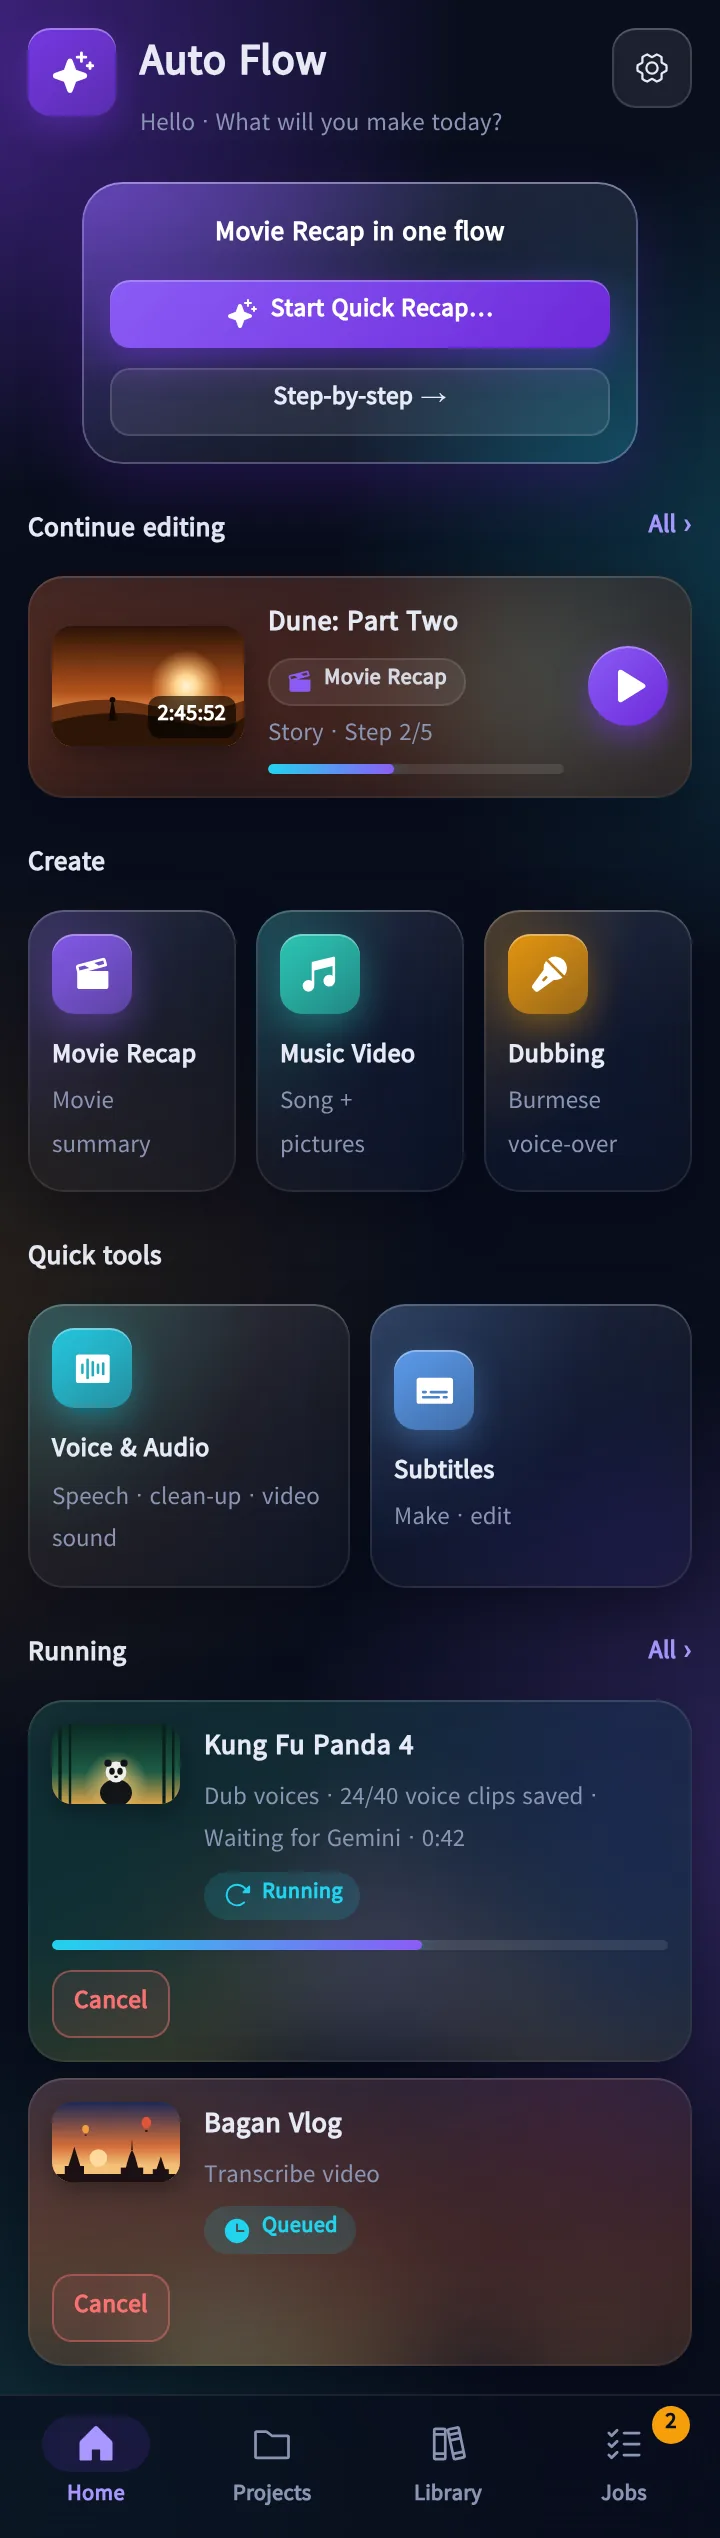 Auto Flow
Hello · What will you make today?
Movie Recap in one flow
Start Quick Recap...
Step-by-step →
Continue editing
All ›
Dune: Part Two
2:45:52
Movie Recap
Story · Step 2/5
Create
Movie Recap
Movie
summary
Music Video
Song +
pictures
Dubbing
Burmese
voice-over
Quick tools
Voice & Audio
Speech · clean-up · video
sound
Subtitles
Make · edit
Running
All ›
Kung Fu Panda 4
Dub voices · 24/40 voice clips saved ·
Waiting for Gemini · 0:42
Running
Cancel
Bagan Vlog
Transcribe video
Queued
Cancel
2
Home
Projects
Library
Jobs